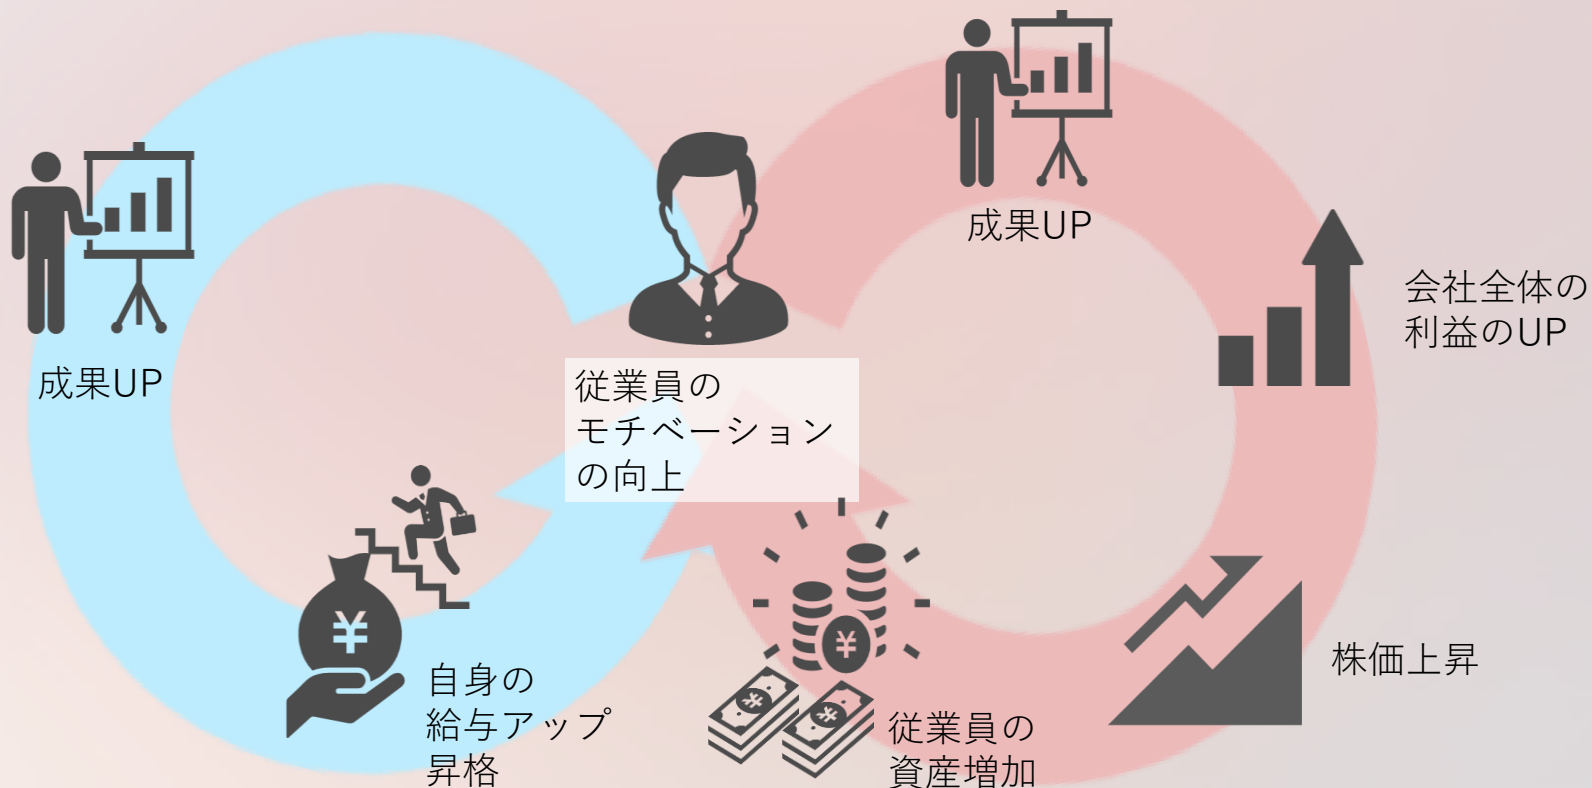 成果UP
成果UP
会社全体の
利益のUP
従業員の
モチベーション
の向上
株価上昇
自身の
給与アップ
昇格
従業員の
資産増加
¥
¥
¥
¥